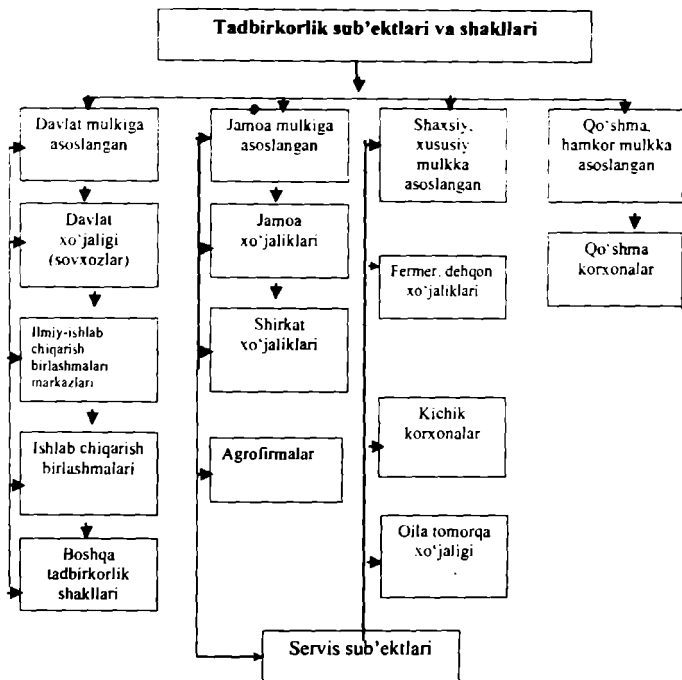 Tadbirkorlik sub'ektlari va shakllari
Davlat mulkiga
asoslangan
Davlat
xo‘jaligi
(sovxozlar)
Ilmiy-ishlab
chiqarish
birlashmalari
markazlari
Ishlab chiqarish
birlashmalari
Boshqa
tadbirkorlik
shakllari
Jamoa mulkiga
asoslangan
Jamoa
xo‘jaliklari
Shirkat
xo‘jaliklari
Agrofirmalar
Shaxsiy,
xususiy
mulkka
asoslangan
Fermer, dehqon
xo‘jaliklari
Kichik
korxonalar
Oila tomorqa
xo‘jaligi
Qo‘shma,
hamkor mulkka
asoslangan
Qo‘shma
korxonalar
Servis sub'ektlari